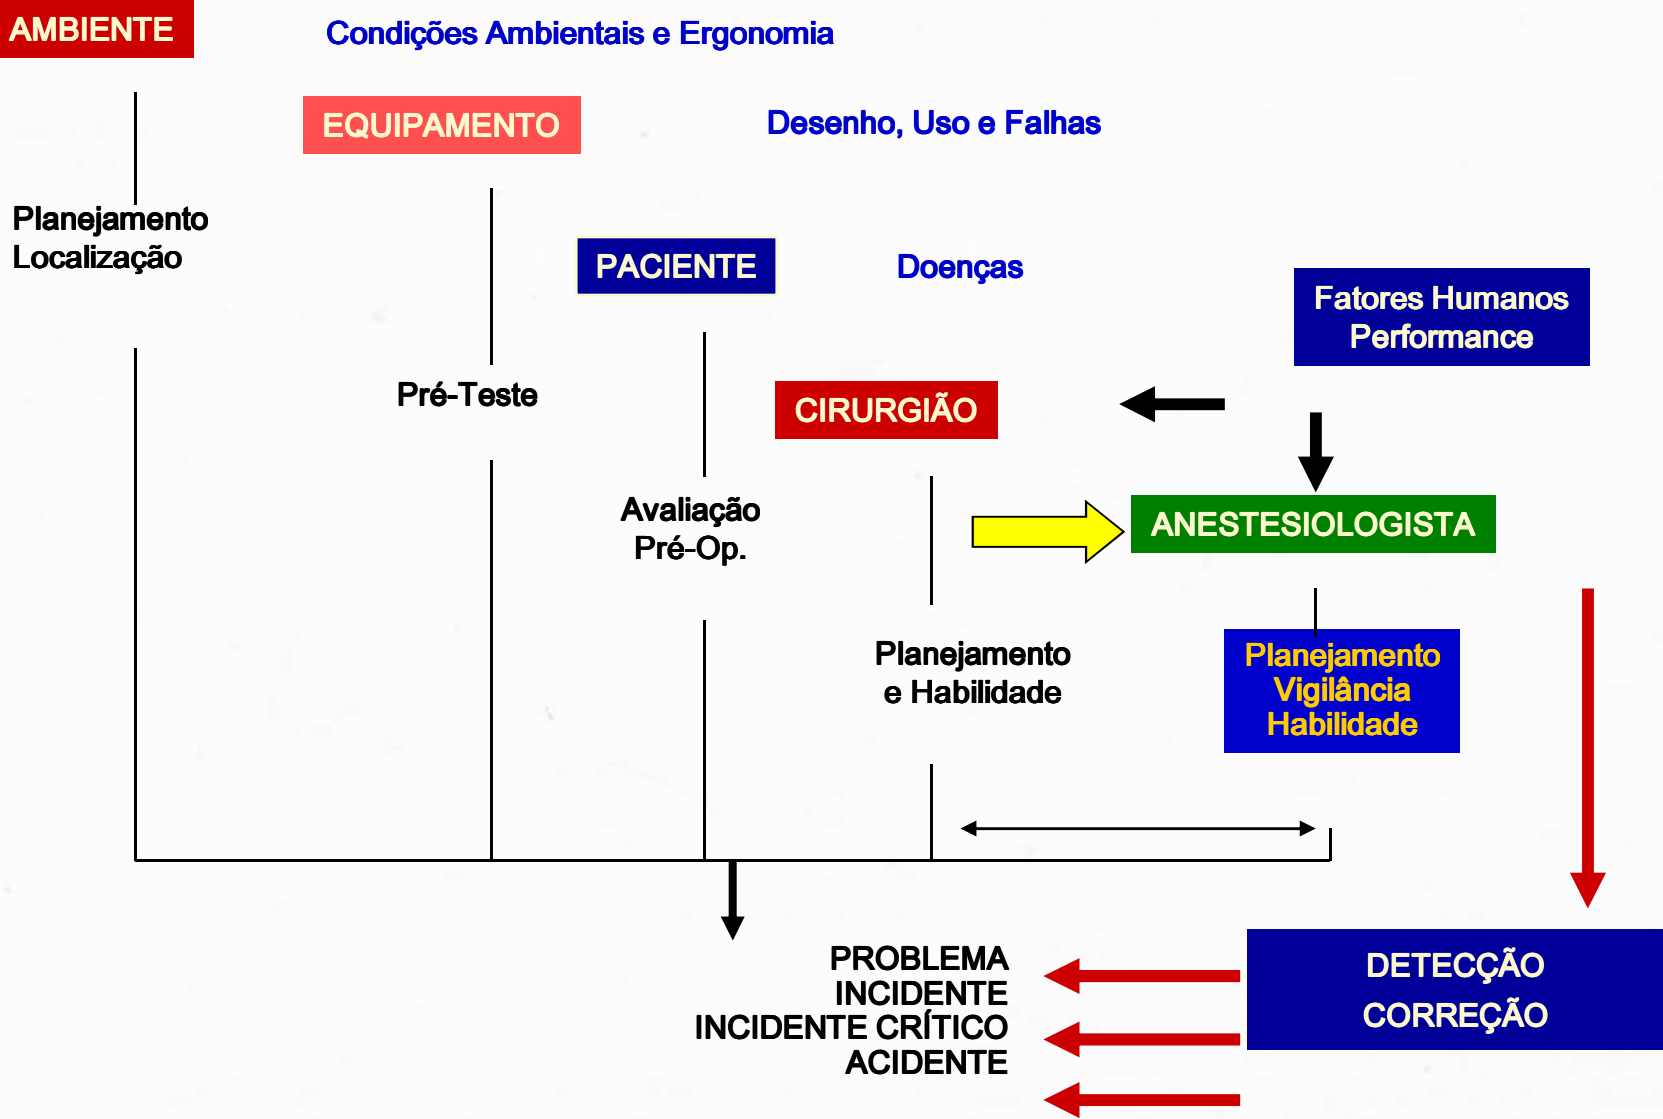 AMBIENTE
Condições Ambientais e Ergonomia
EQUIPAMENTO
Desenho, Uso e Falhas
Planejamento
Localização
PACIENTE
Doenças
Fatores Humanos
Performance
Pré-Teste
CIRURGIÃO
Avaliação
Pré-Op.
ANESTESIOLOGISTA
Planejamento
e Habilidade
Planejamento
Vigilância
Habilidade
PROBLEMA
INCIDENTE
INCIDENTE CRÍTICO
ACIDENTE
DETECÇÃO
CORREÇÃO